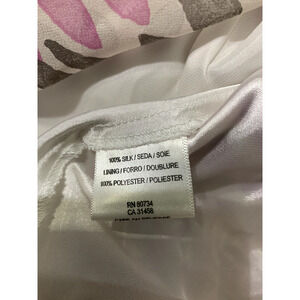 100% SILK / SEDA / SOIE
LINING / FORRO / DOUBLURE
100% POLYESTER / POLIESTER
RN 80734
CA 31458